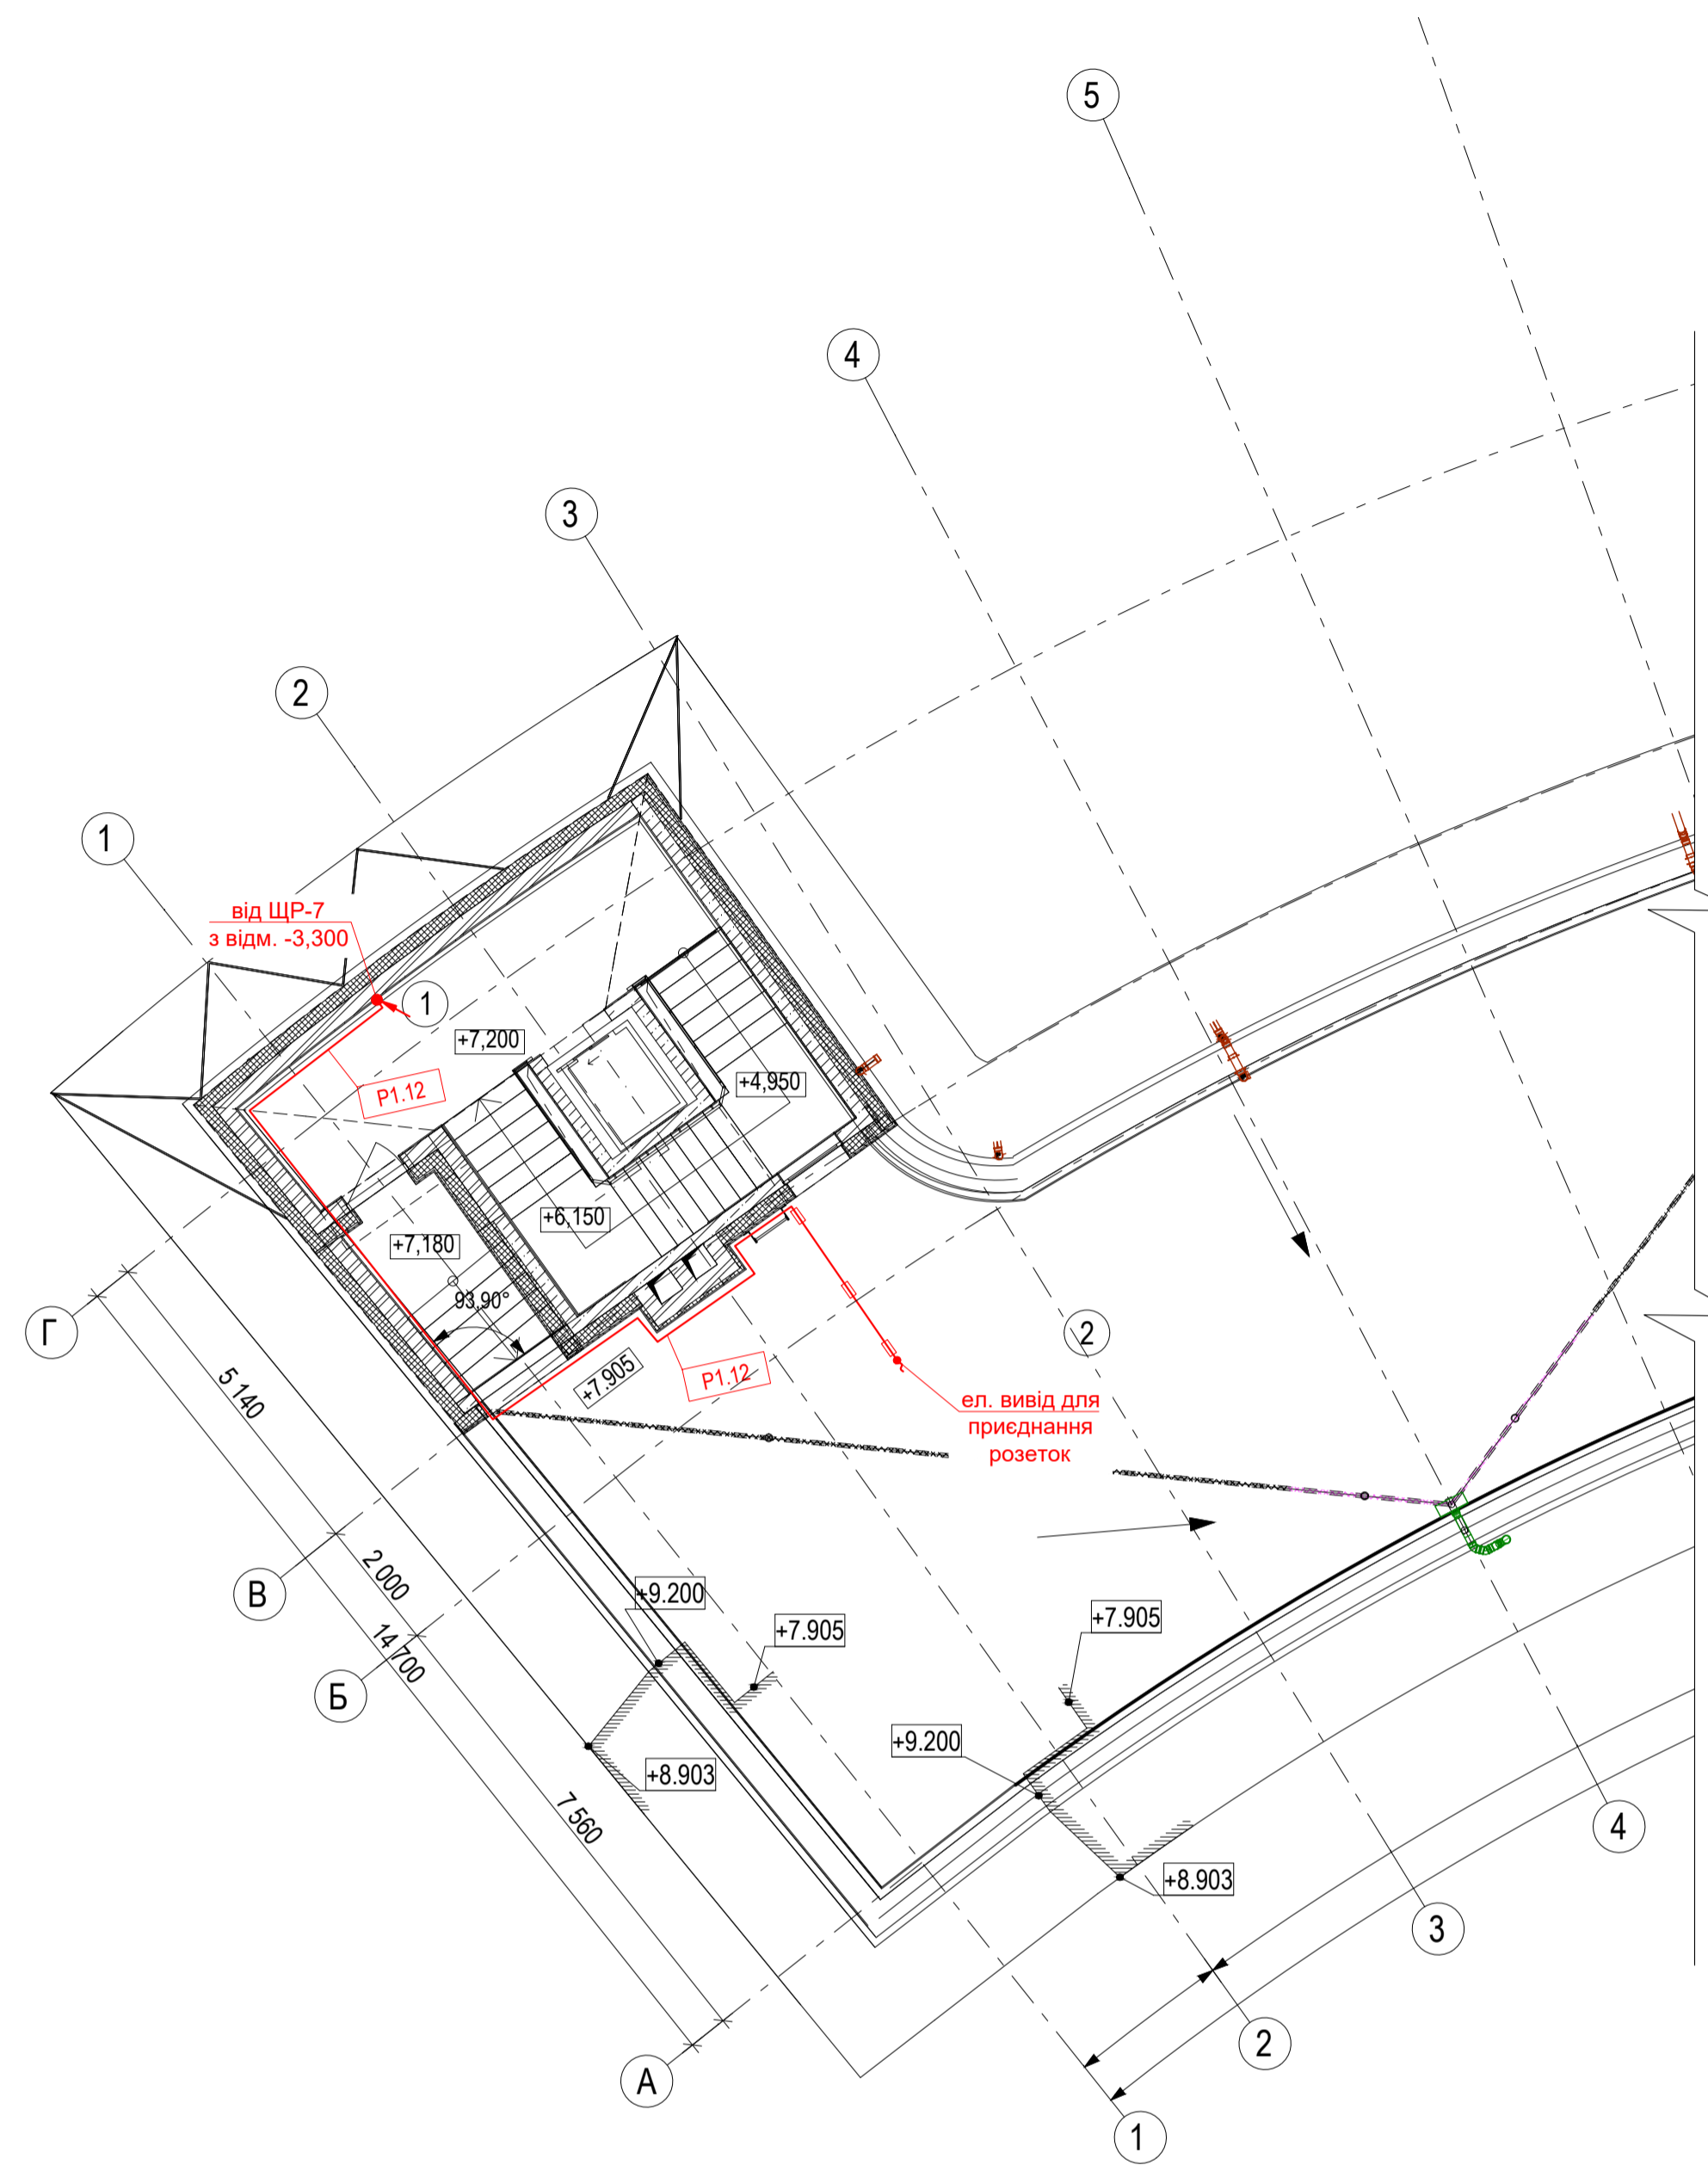 5
4
3
2
1
від ЩР-7
з відм. -3,300
1
+7,200
Р1.12
+4,950
+6,150
+7,180
93,90°
Г
2
+7.905
Р1.12
5 140
ел. вивід для
приєднання
розеток
2 000
В
+9.200
14 700
+7.905
+7.905
Б
+9.200
+8.903
7 560
4
+8.903
3
2
А
1